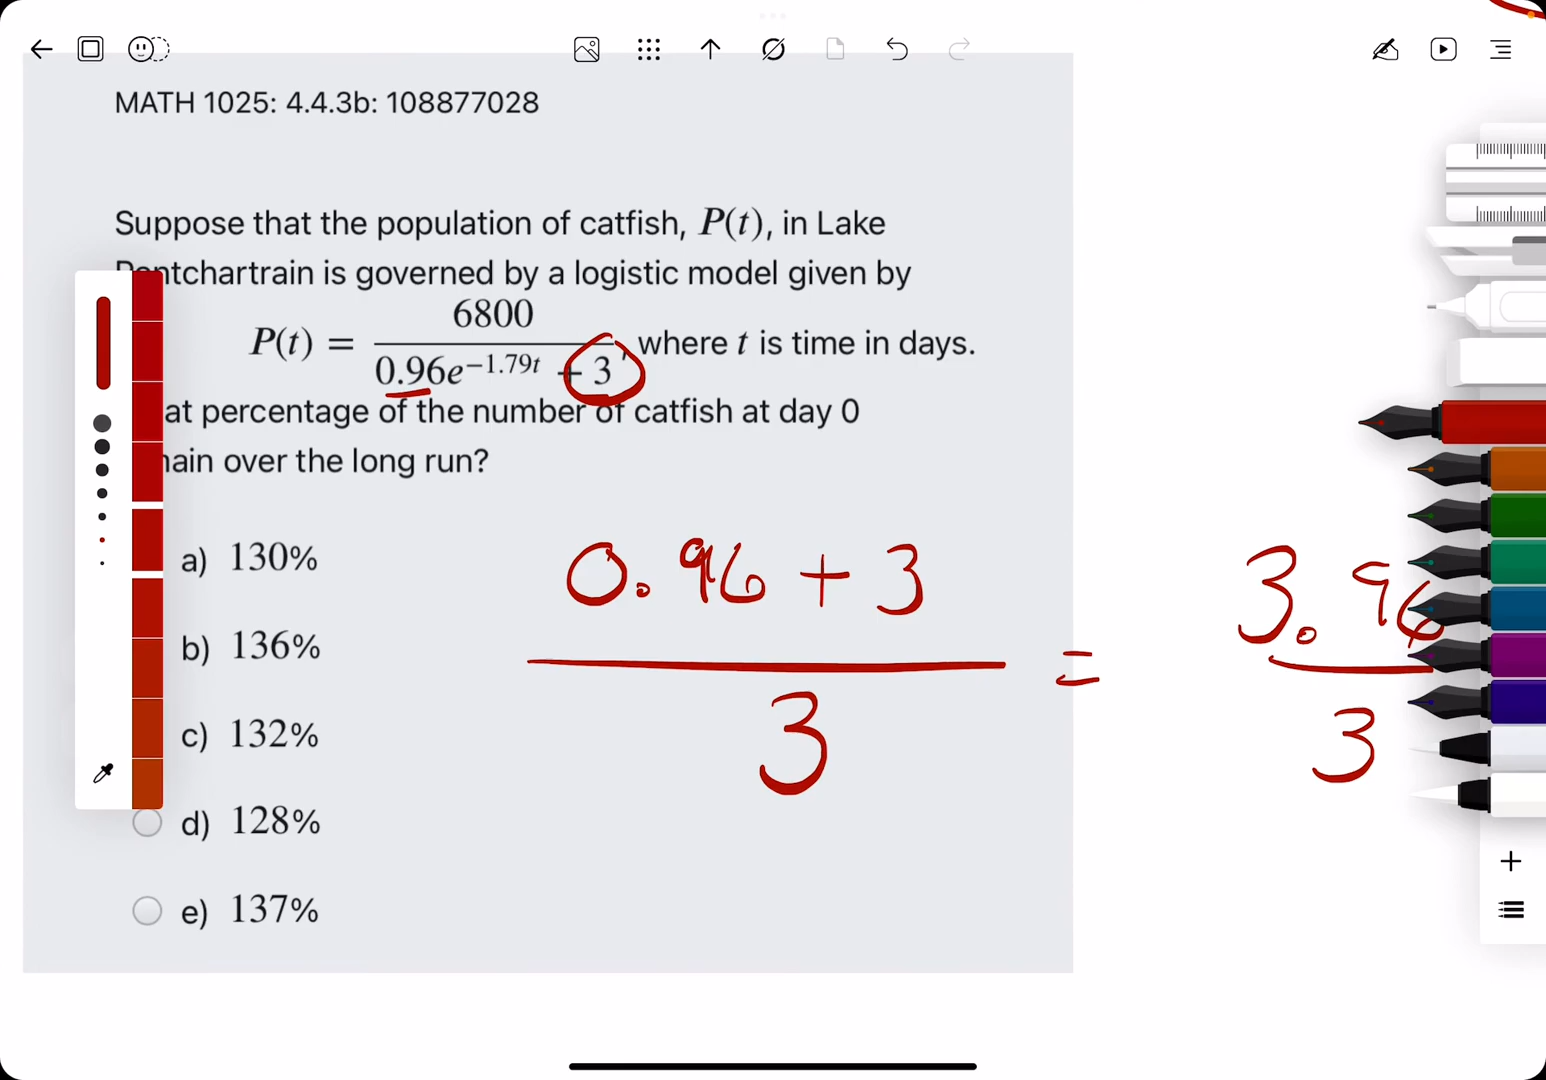 MATH 1025: 4.4.3b: 108877028
Suppose that the population of catfish, P(t), in Lake
ntchartrain is governed by a logistic model given by
P(t) = 6800 / 0.96e^{-1.79t} + 3, where t is time in days.
at percentage of the number of catfish at day 0
ain over the long run?
a) 130%
b) 136%
c) 132%
d) 128%
e) 137%
0.96 + 3 / 3 = 3.96 / 3